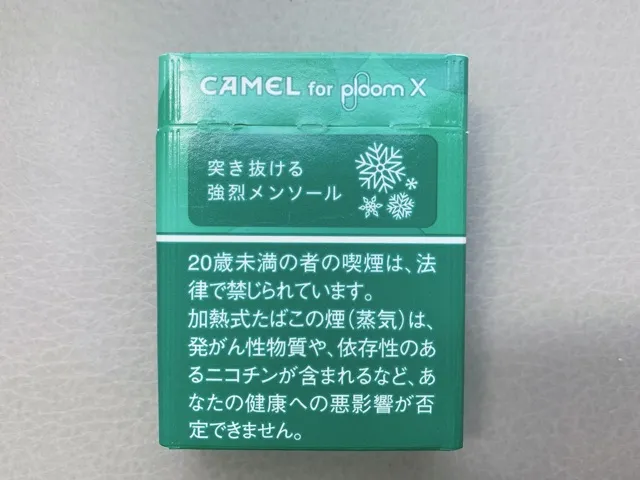 CAMEL for ploom X
突き抜ける
強烈メンソール
20歳未満の者の喫煙は、法
律で禁じられています。
加熱式たばこの煙(蒸気)は、
発がん性物質や、依存性のあ
るニコチンが含まれるなど、あ
なたの健康への悪影響が否
定できません。